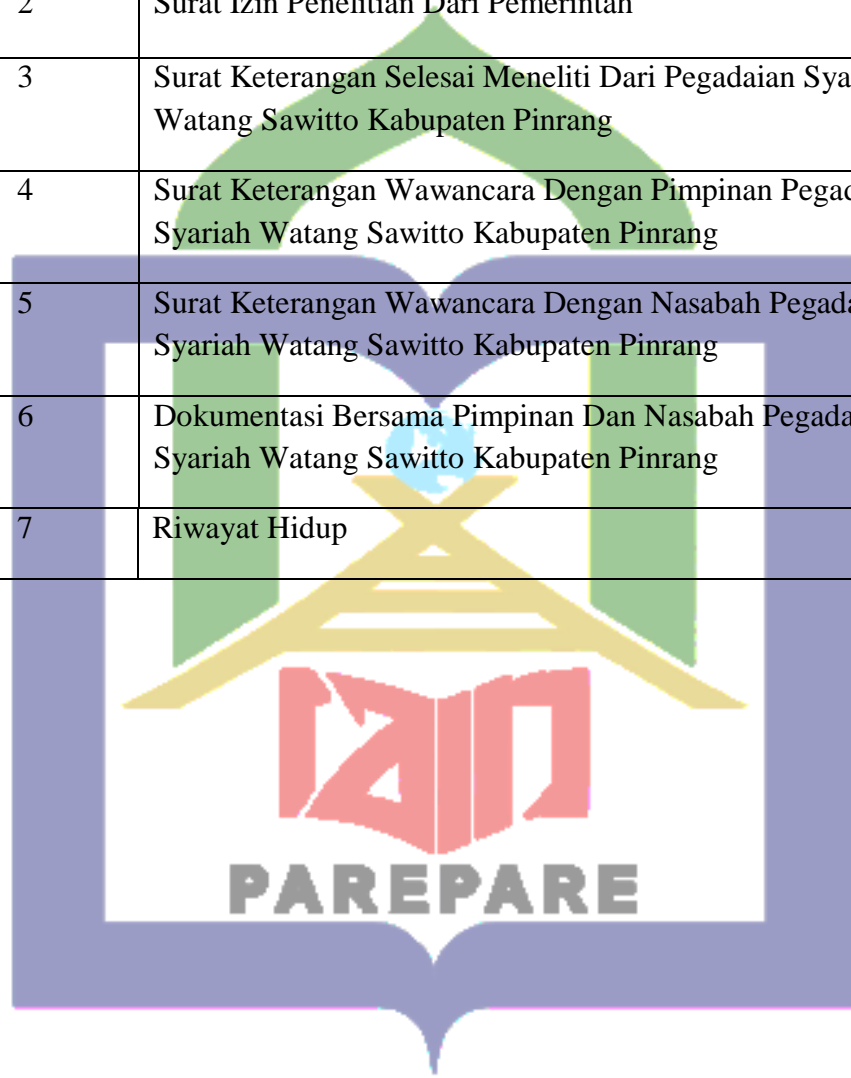 2 Surat Izin Penelitian Dari Pemerintah
3 Surat Keterangan Selesai Meneliti Dari Pegadaian
Watang Sawitto Kabupaten Pinrang
4 Surat Keterangan Wawancara Dengan Pimpinan
Syariah Watang Sawitto Kabupaten Pinrang
5 Surat Keterangan Wawancara Dengan Nasabah
Syariah Watang Sawitto Kabupaten Pinrang
6 Dokumentasi Bersama Pimpinan Dan Nasabah
Syariah Watang Sawitto Kabupaten Pinrang
7 Riwayat Hidup
iain
PAREPARE